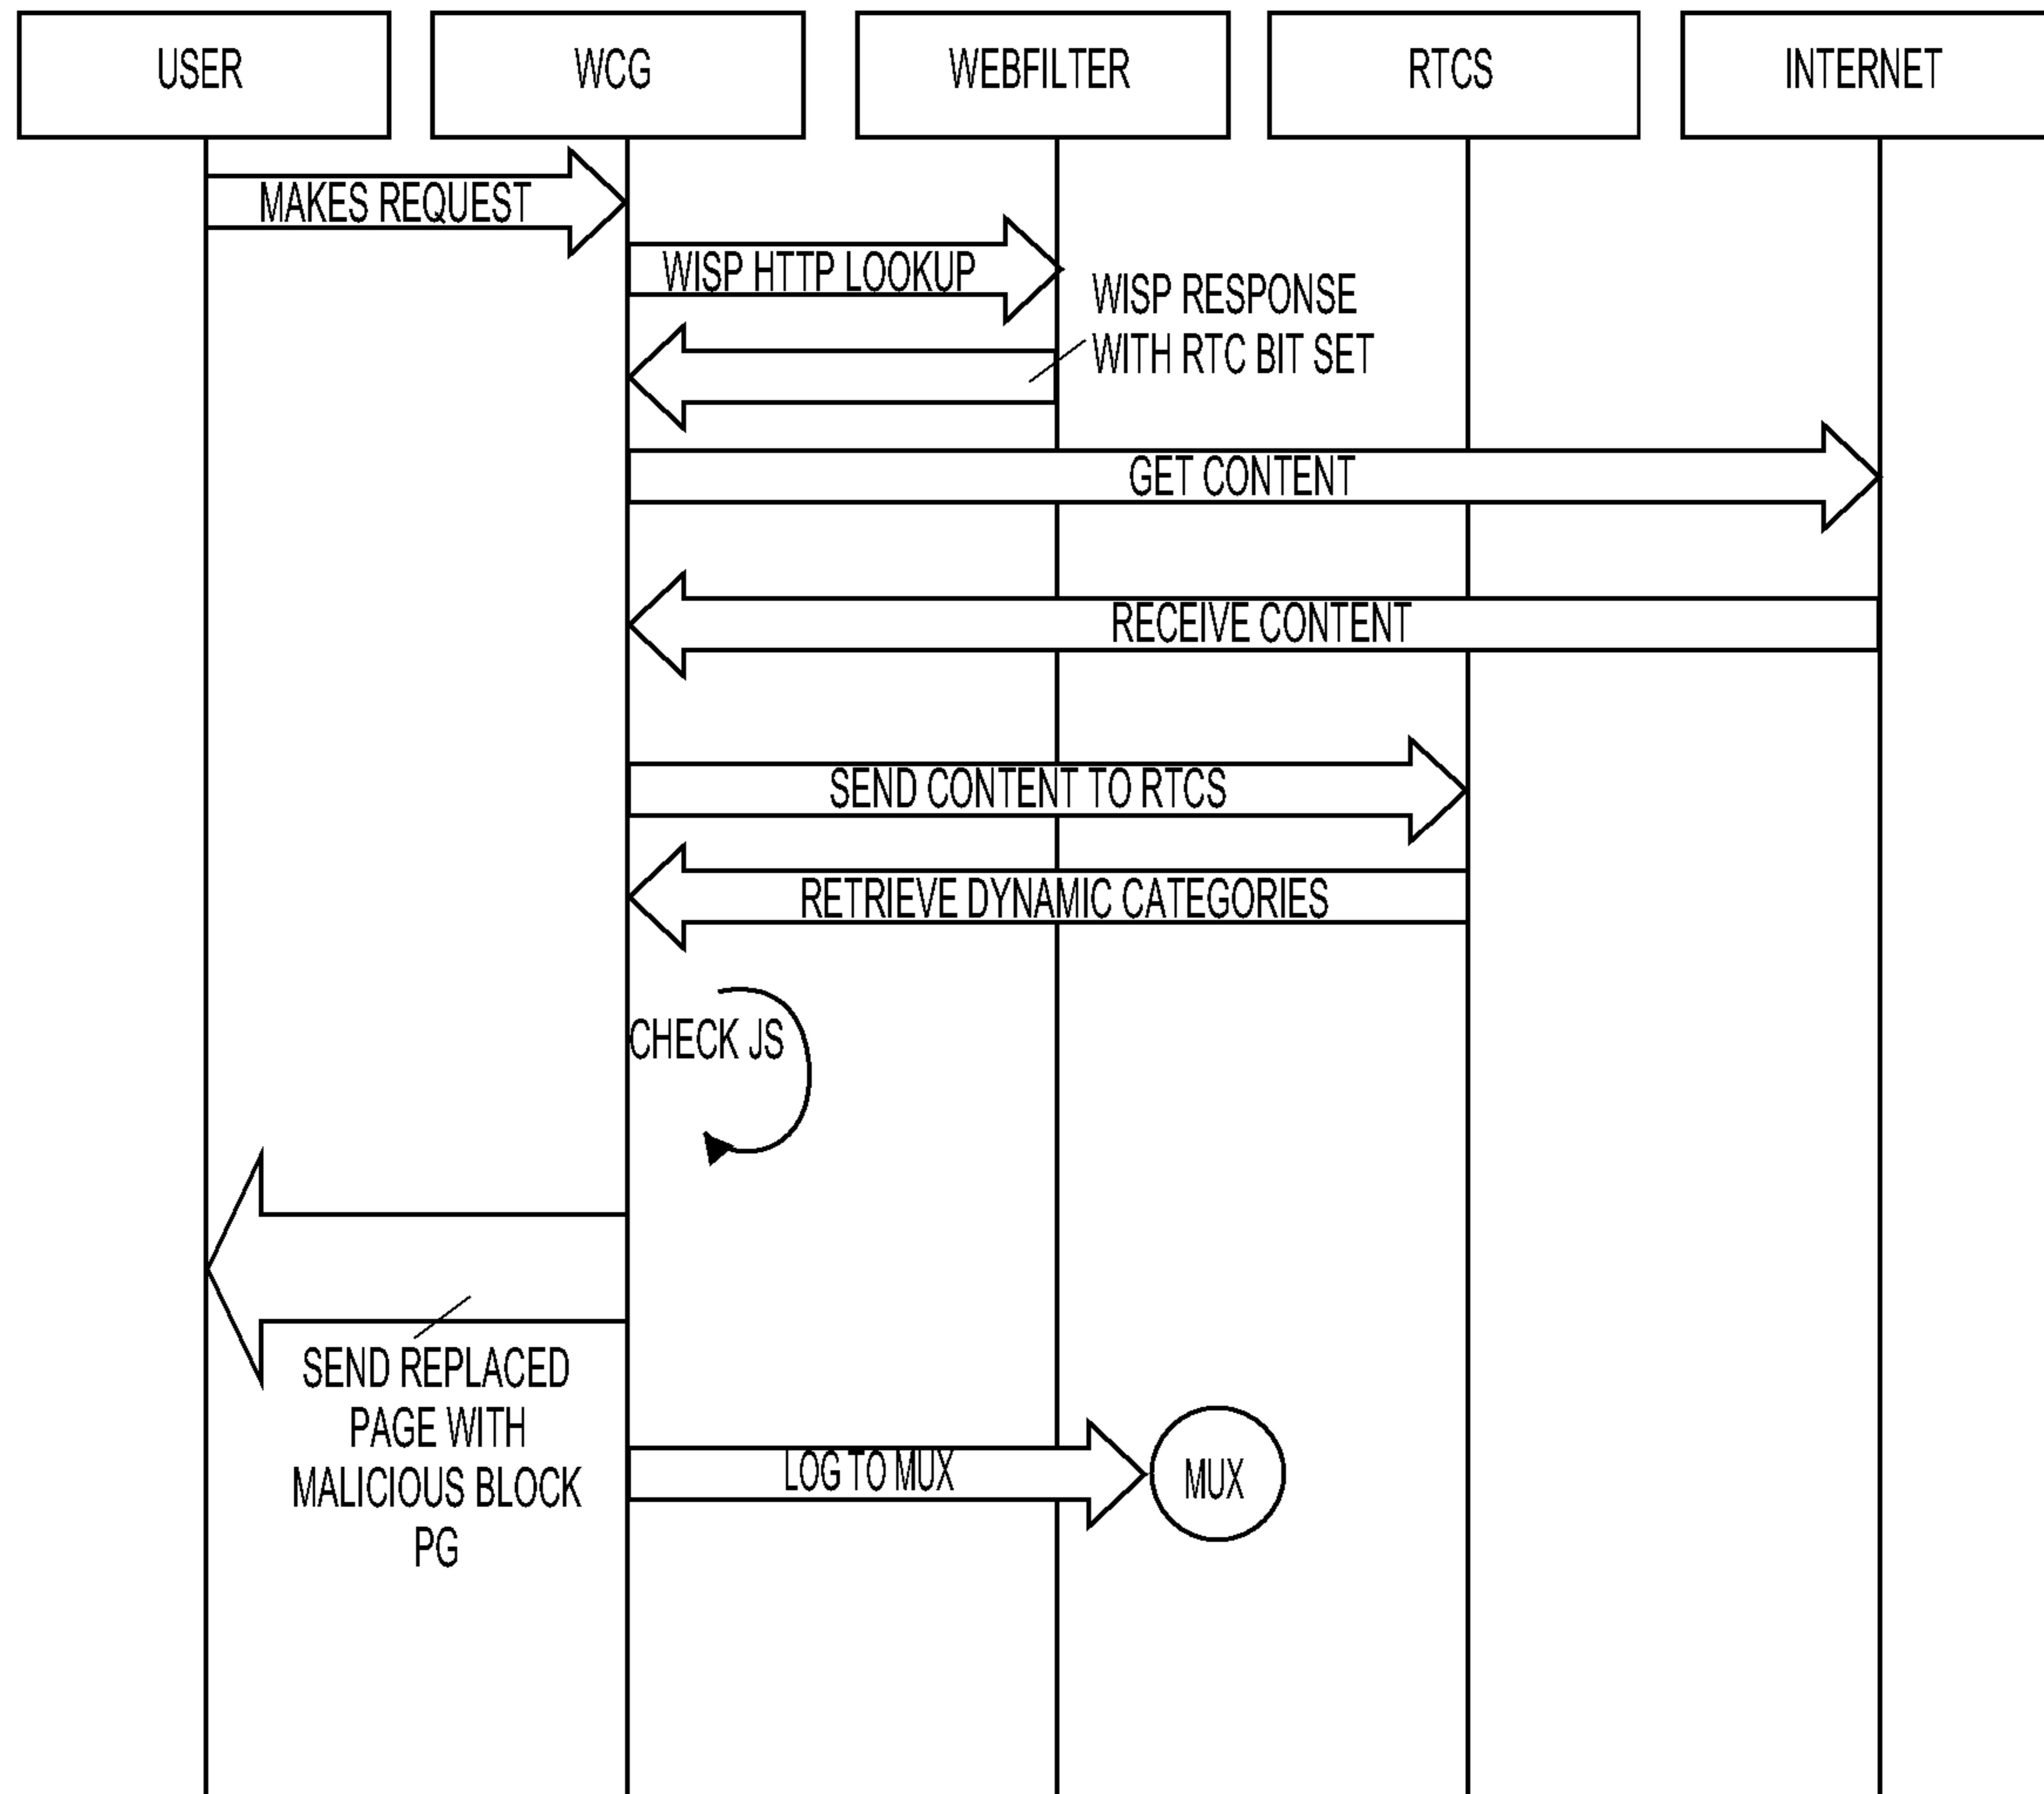 USER
WCG
WEBFILTER
RTCS
INTERNET
MAKES REQUEST
WISP HTTP LOOKUP
WISP RESPONSE
WITH RTC BIT SET
GET CONTENT
RECEIVE CONTENT
SEND CONTENT TO RTCS
RETRIEVE DYNAMIC CATEGORIES
CHECK JS
SEND REPLACED
PAGE WITH
MALICIOUS BLOCK
PG
LOG TO MUX
MUX